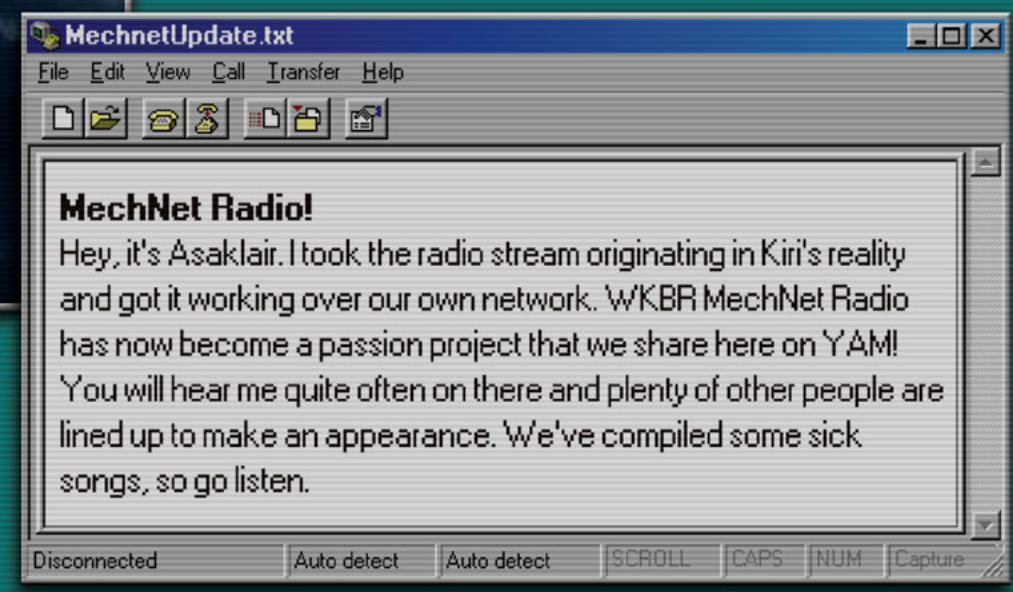 MechnetUpdate.txt
File Edit View Call Transfer Help
MechNet Radio!
Hey, it's Asaklair. I took the radio stream originating in Kiri's reality
and got it working over our own network. WKBR MechNet Radio
has now become a passion project that we share here on YAM!
You will hear me quite often on there and plenty of other people are
lined up to make an appearance. We've compiled some sick
songs, so go listen.
Disconnected Auto detect Auto detect SCROLL CAPS NUM Capture